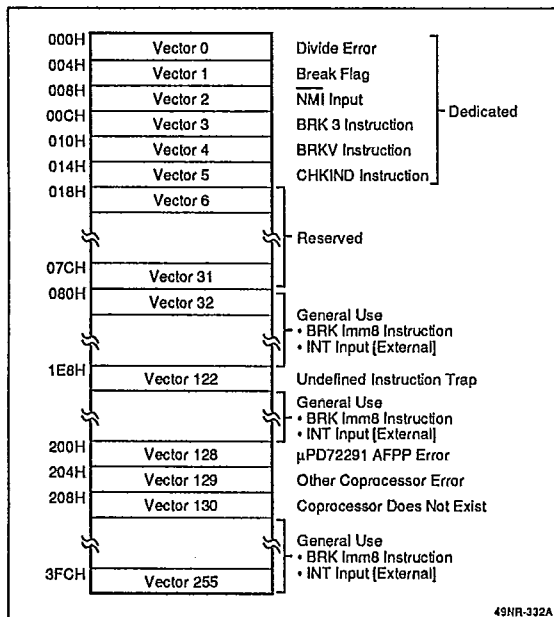 000H
Vector 0 Divide Error
004H
Vector 1 Break Flag
008H
Vector 2 NMI Input
00CH
Vector 3 BRK 3 Instruction
010H
Vector 4 BRKV Instruction
014H
Vector 5 CHKIND Instruction
Dedicated
018H
Vector 6
Reserved
07CH
Vector 31
080H
Vector 32
General Use
• BRK Imm8 Instruction
• INT Input [External]
1E8H
Vector 122 Undefined Instruction Trap
General Use
• BRK Imm8 Instruction
• INT Input [External]
200H
Vector 128 µPD72291 AFPP Error
204H
Vector 129 Other Coprocessor Error
208H
Vector 130 Coprocessor Does Not Exist
General Use
• BRK Imm8 Instruction
• INT Input [External]
3FCH
Vector 255
49NR-332A